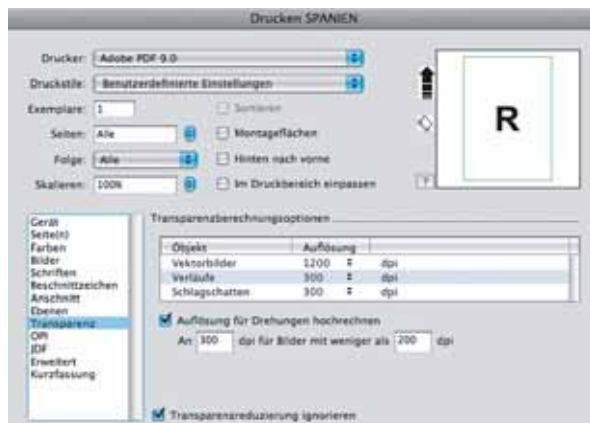 Drucken SPANIEN
Drucker: Adobe PDF 9.0
Druckstile: Benutzerdefinierte Einstellungen
Exemplare: 1 Sortieren
Seiten: Alle Montageflächen
Folge: Alle Hinten nach vorne
Skalieren: 100% Im Druckbereich einpassen
R
?
Gerät
Seite(n)
Farben
Bilder
Schriften
Beschnittzeichen
Anschnitt
Ebenen
Transparenz
OPI
JDF
Erweitert
Kurzfassung
Transparenzberechnungsoptionen
Objekt Auflösung
Vektorbilder 1200 dpi
Verläufe 300 dpi
Schlagschatten 300 dpi
Auflösung für Drehungen hochrechnen
An 300 dpi für Bilder mit weniger als 200 dpi
Transparenzreduzierung ignorieren